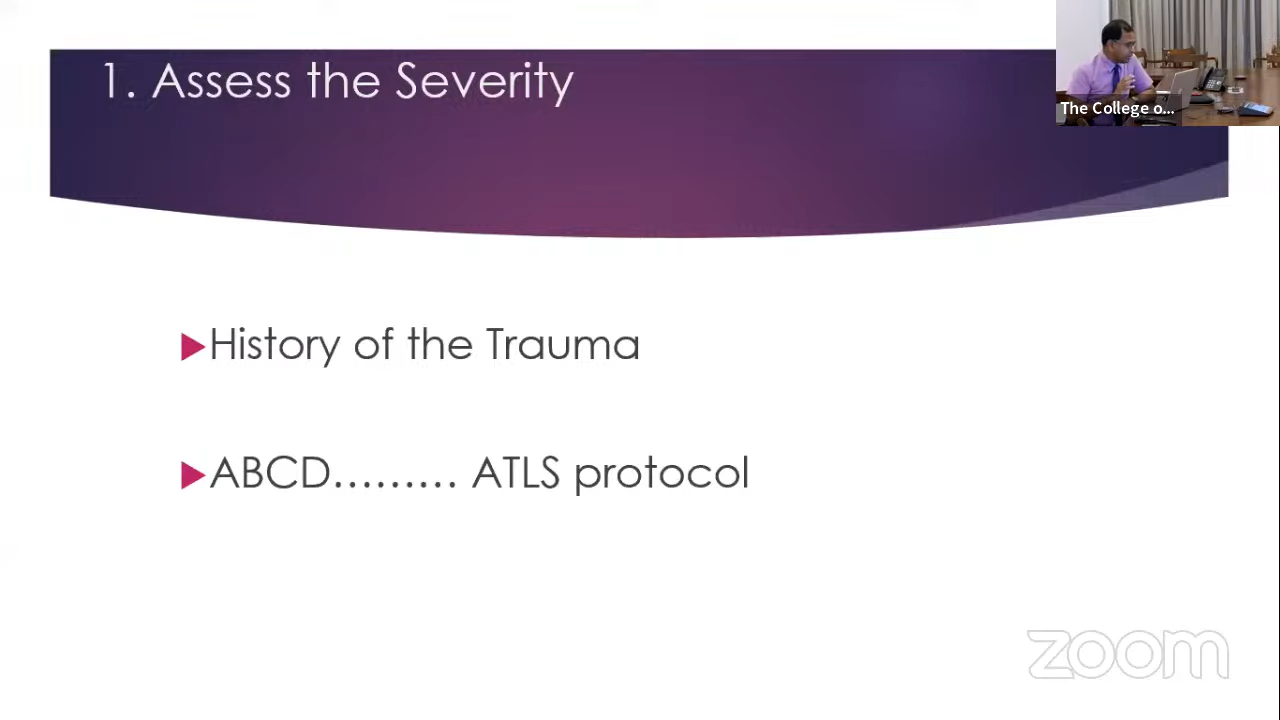 1. Assess the Severity
The College o...
History of the Trauma
ABCD......... ATLS protocol
zoom